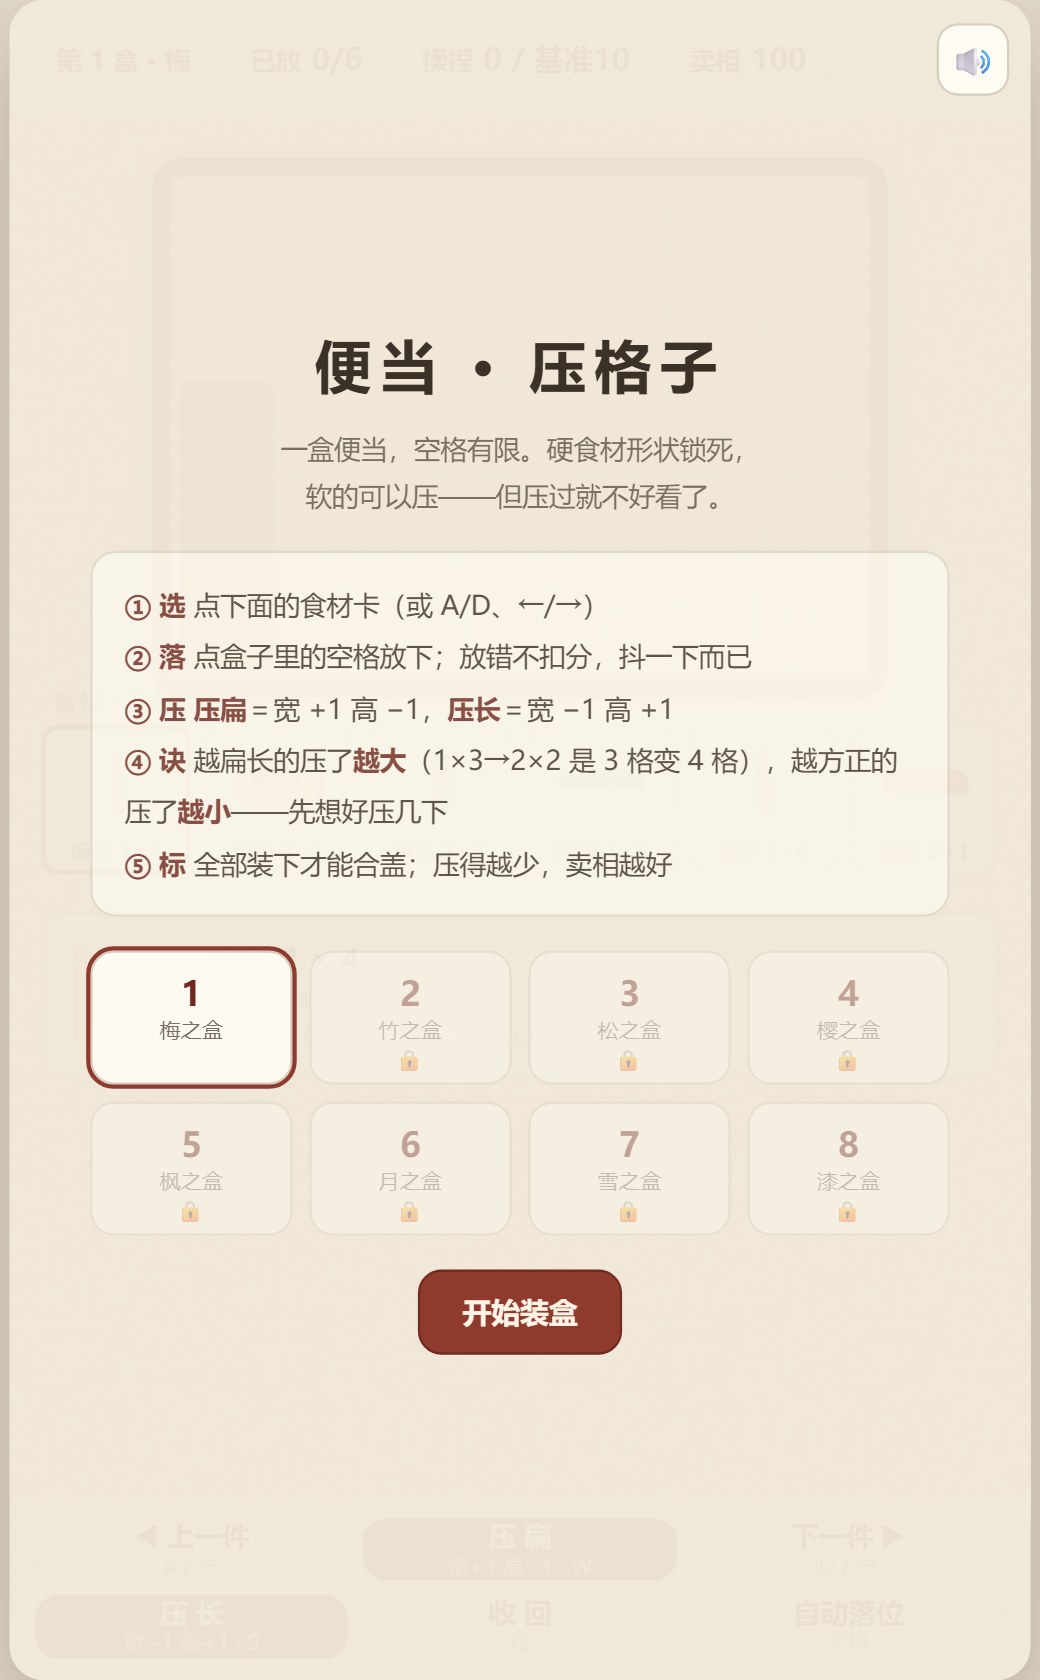 第 1 盒 · 梅 已放 0/6 揉捏 0 / 基准10 卖相 100
便当 · 压格子
一盒便当，空格有限。硬食材形状锁死，
软的可以压——但压过就不好看了。
① 选 点下面的食材卡（或 A/D、←/→）
② 落 点盒子里的空格放下；放错不扣分，抖一下而已
③ 压 压扁＝宽 +1 高 −1，压长＝宽 −1 高 +1
④ 诀 越扁长的压了越大（1×3→2×2 是 3 格变 4 格），越方正的
压了越小——先想好压几下
⑤ 标 全部装下才能合盖；压得越少，卖相越好
1 2 3 4
梅之盒 竹之盒 松之盒 樱之盒
5 6 7 8
枫之盒 月之盒 雪之盒 漆之盒
开始装盒
◀ 上一件 压 扁 下一件 ▶
A / ← 宽+1 高−1 · W D / →
压 长 收 回 自动落位
宽−1 高+1 · S Q